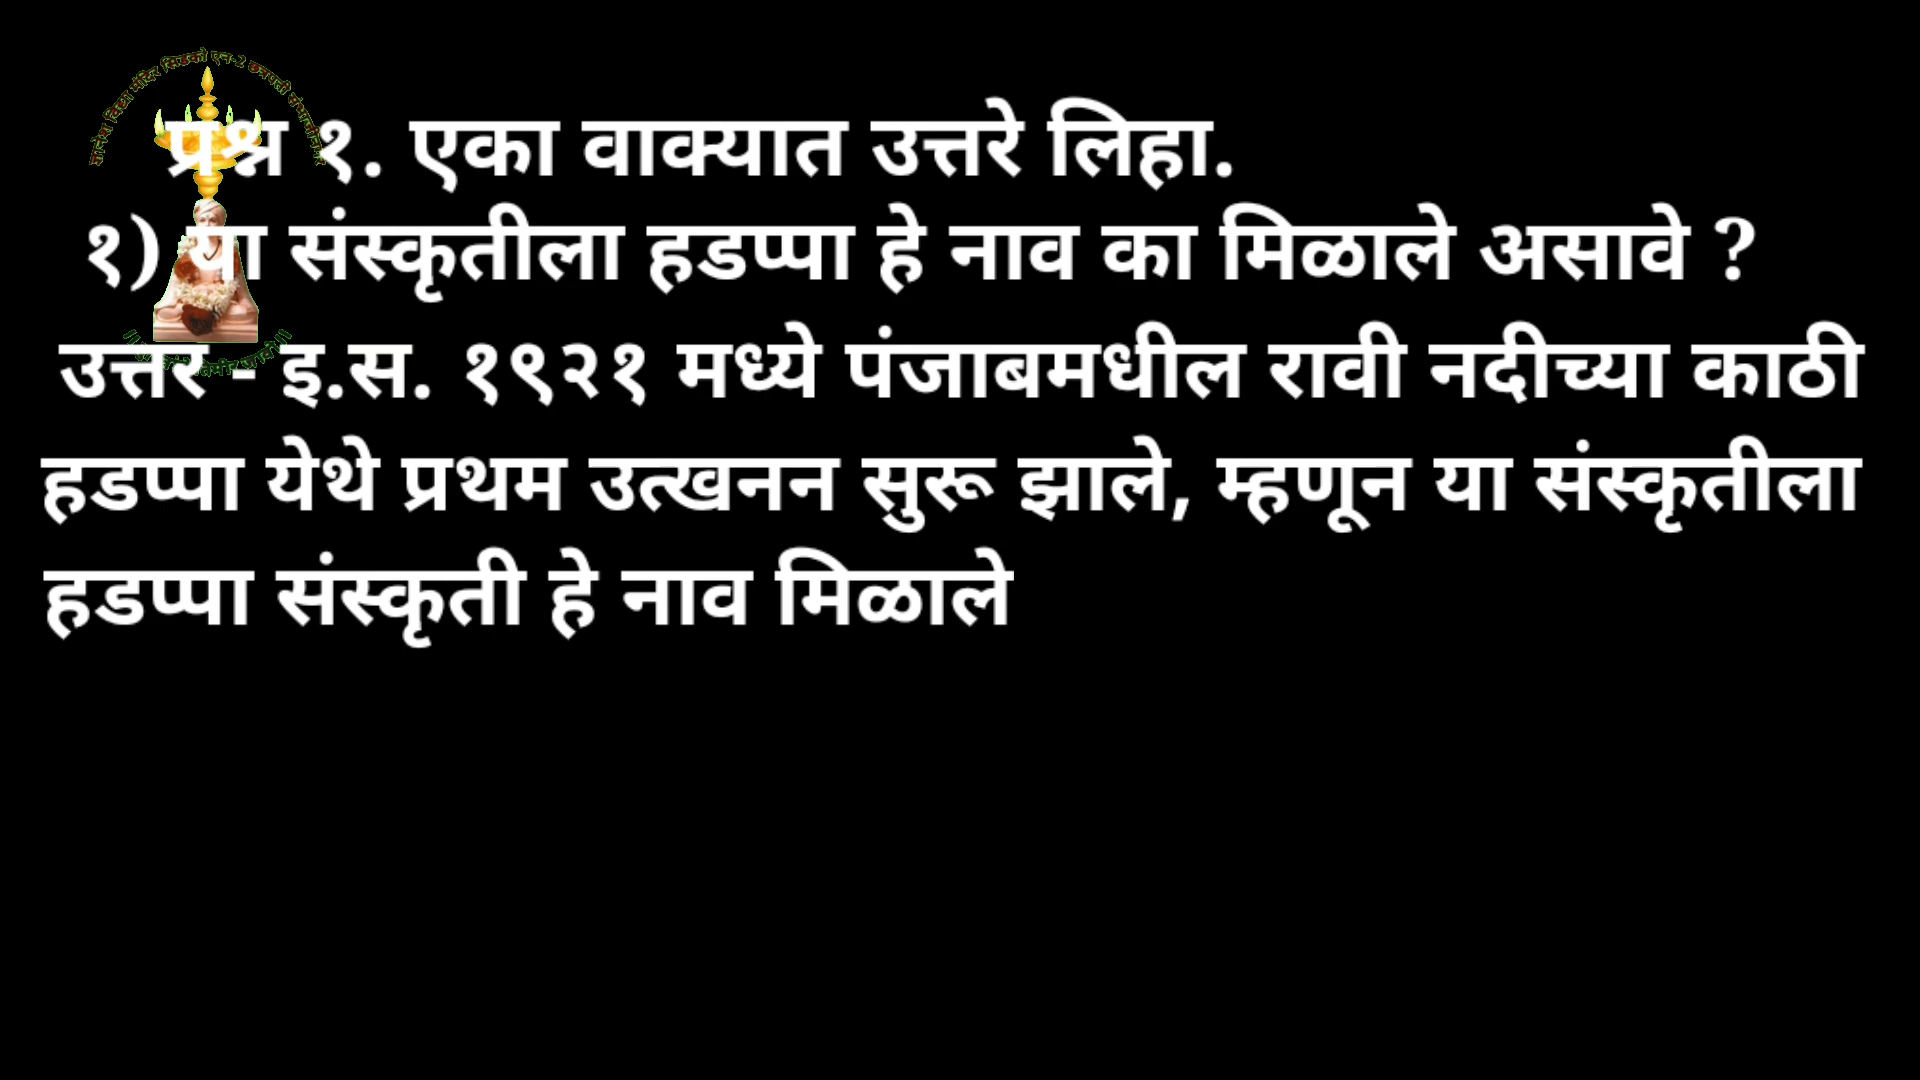 प्रश्न १. एका वाक्यात उत्तरे लिहा.
१) या संस्कृतीला हडप्पा हे नाव का मिळाले असावे ?
उत्तर - इ.स. १९२१ मध्ये पंजाबमधील रावी नदीच्या काठी
हडप्पा येथे प्रथम उत्खनन सुरू झाले, म्हणून या संस्कृतीला
हडप्पा संस्कृती हे नाव मिळाले